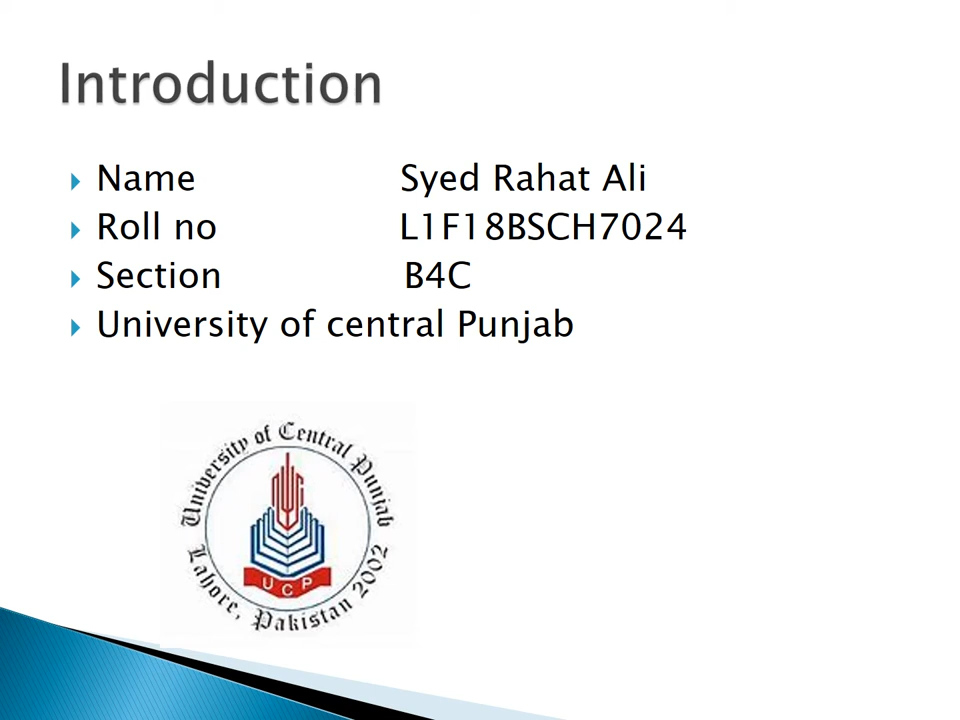 Introduction
Name Syed Rahat Ali
Roll no L1F18BSCH7024
Section B4C
University of central Punjab
University of Central Punjab
Lahore, Pakistan 2002
UCP